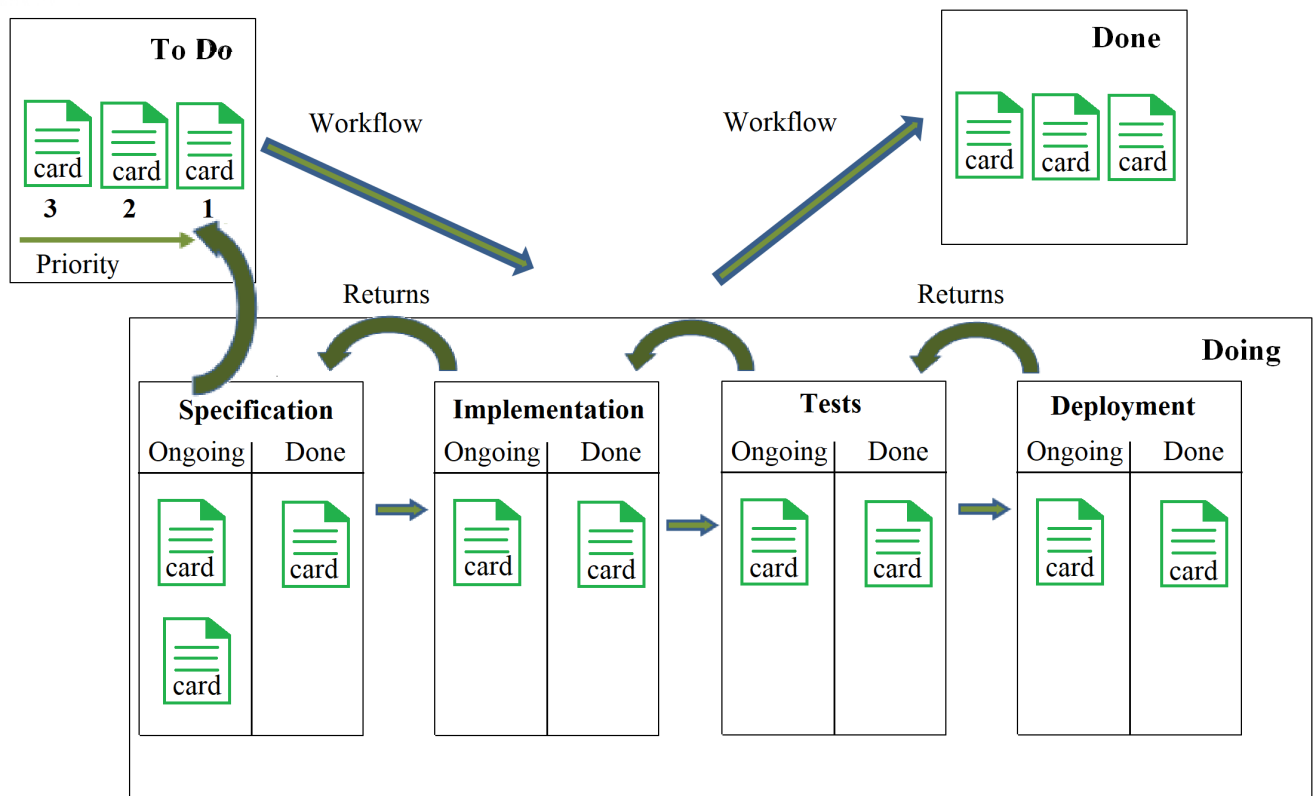 To Do
card card card
3 2 1
Priority
Workflow
Workflow
Done
card card card
Returns
Returns
Doing
Specification
Ongoing Done
card card
card
Implementation
Ongoing Done
card card
Tests
Ongoing Done
card card
Deployment
Ongoing Done
card card